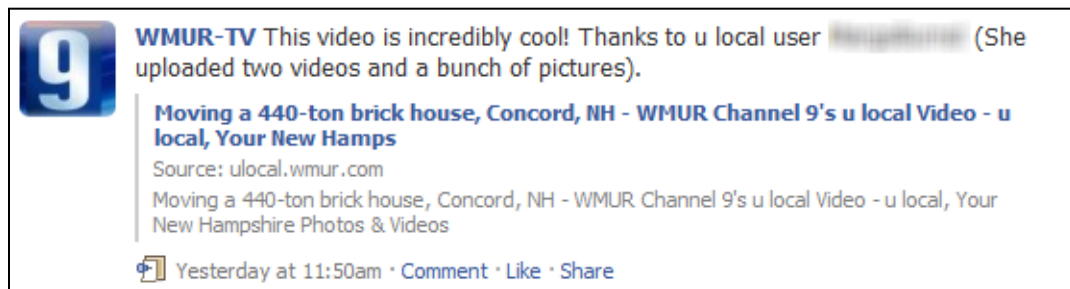 9
WMUR-TV This video is incredibly cool! Thanks to u local user (She
uploaded two videos and a bunch of pictures).
Moving a 440-ton brick house, Concord, NH - WMUR Channel 9's u local Video - u
local, Your New Hamps
Source: ulocal.wmur.com
Moving a 440-ton brick house, Concord, NH - WMUR Channel 9's u local Video - u local, Your
New Hampshire Photos & Videos
Yesterday at 11:50am · Comment · Like · Share